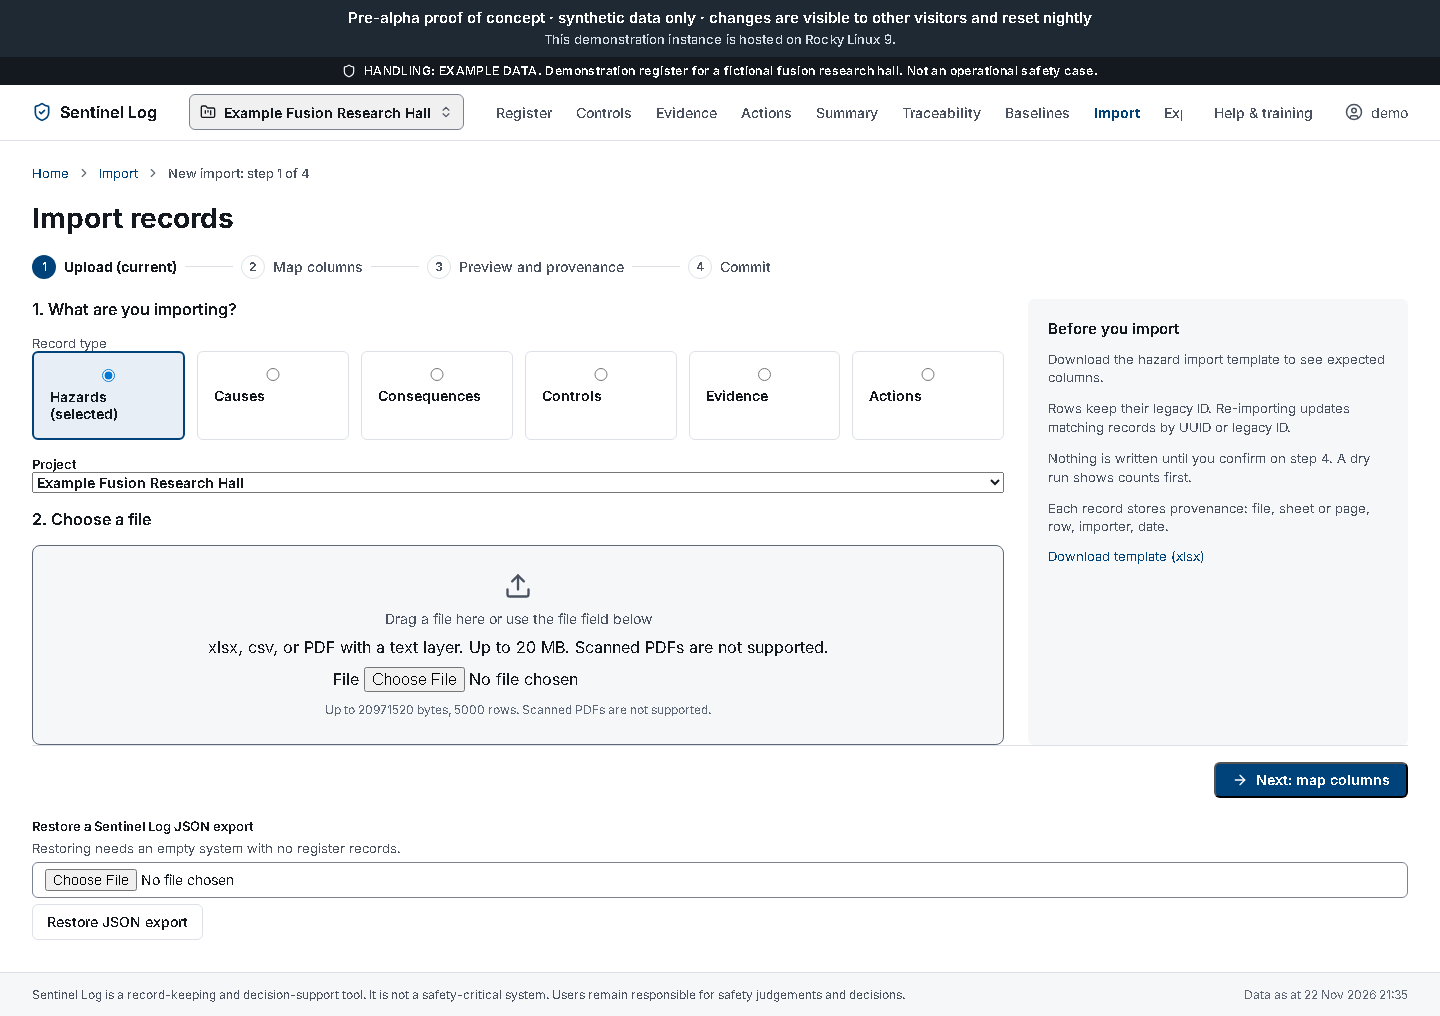 Pre-alpha proof of concept · synthetic data only · changes are visible to other visitors and reset nightly
This demonstration instance is hosted on Rocky Linux 9.
HANDLING: EXAMPLE DATA. Demonstration register for a fictional fusion research hall. Not an operational safety case.
Sentinel Log
Example Fusion Research Hall
Register
Controls
Evidence
Actions
Summary
Traceability
Baselines
Import
Exp
Help & training
demo
Home > Import > New import: step 1 of 4
Import records
1 Upload (current)
2 Map columns
3 Preview and provenance
4 Commit
1. What are you importing?
Record type
Hazards
(selected)
Causes
Consequences
Controls
Evidence
Actions
Project
Example Fusion Research Hall
2. Choose a file
Drag a file here or use the file field below
xlsx, csv, or PDF with a text layer. Up to 20 MB. Scanned PDFs are not supported.
File Choose File No file chosen
Up to 20971520 bytes, 5000 rows. Scanned PDFs are not supported.
Before you import
Download the hazard import template to see expected
columns.
Rows keep their legacy ID. Re-importing updates
matching records by UUID or legacy ID.
Nothing is written until you confirm on step 4. A dry
run shows counts first.
Each record stores provenance: file, sheet or page,
row, importer, date.
Download template (xlsx)
Next: map columns
Restore a Sentinel Log JSON export
Restoring needs an empty system with no register records.
Choose File No file chosen
Restore JSON export
Sentinel Log is a record-keeping and decision-support tool. It is not a safety-critical system. Users remain responsible for safety judgements and decisions.
Data as at 22 Nov 2026 21:35